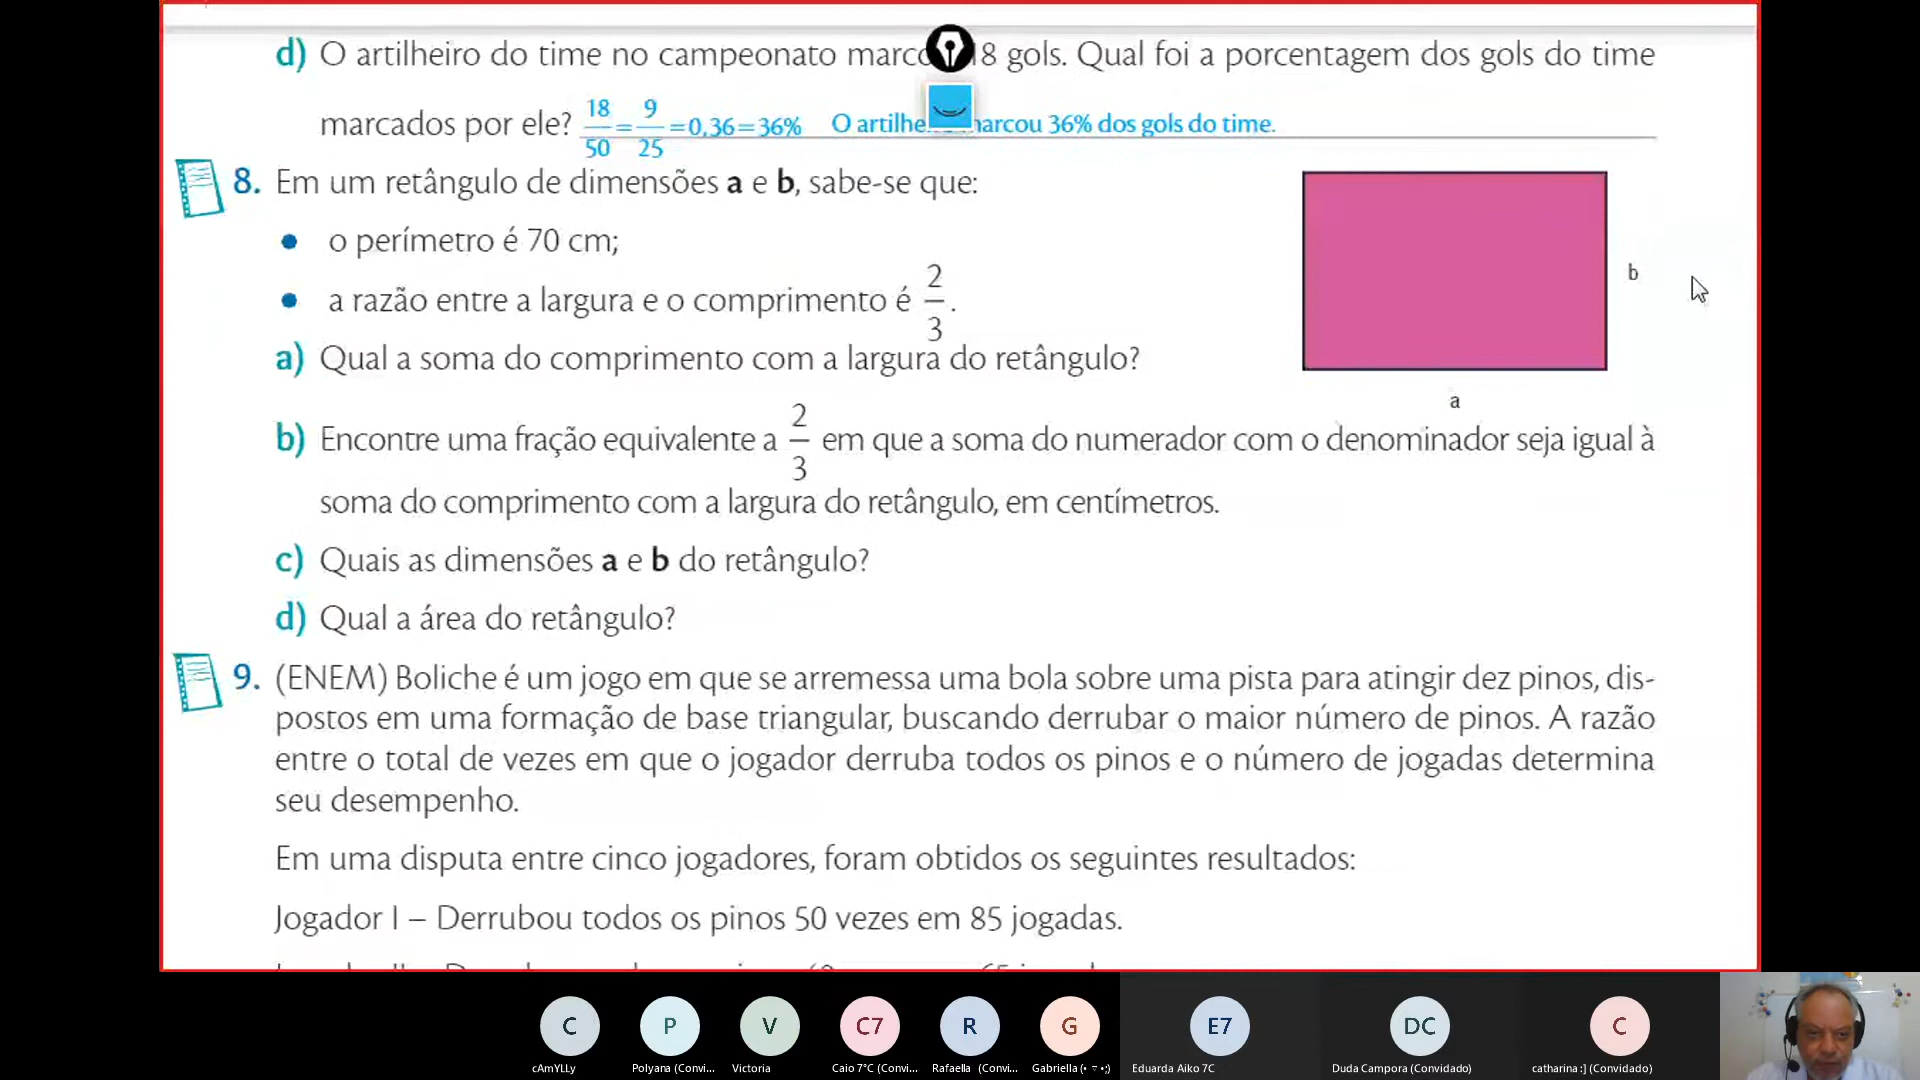 d) O artilheiro do time no campeonato marco 8 gols. Qual foi a porcentagem dos gols do time
marcados por ele? 18/50 = 9/25 = 0,36 = 36% O artilhe marcou 36% dos gols do time.
8. Em um retângulo de dimensões a e b, sabe-se que:
• o perímetro é 70 cm;
• a razão entre a largura e o comprimento é 2/3.
b
a) Qual a soma do comprimento com a largura do retângulo?
a
b) Encontre uma fração equivalente a 2/3 em que a soma do numerador com o denominador seja igual à
soma do comprimento com a largura do retângulo, em centímetros.
c) Quais as dimensões a e b do retângulo?
d) Qual a área do retângulo?
9. (ENEM) Boliche é um jogo em que se arremessa uma bola sobre uma pista para atingir dez pinos, dis-
postos em uma formação de base triangular, buscando derrubar o maior número de pinos. A razão
entre o total de vezes em que o jogador derruba todos os pinos e o número de jogadas determina
seu desempenho.
Em uma disputa entre cinco jogadores, foram obtidos os seguintes resultados:
Jogador I – Derrubou todos os pinos 50 vezes em 85 jogadas.
C P V C7 R G E7 DC C
cAmYLLy Polyana (Convi... Victoria Caio 7°C (Convi... Rafaella (Convi... Gabriella (• ▿ •;) Eduarda Aiko 7C Duda Campora (Convidado) catharina :] (Convidado)